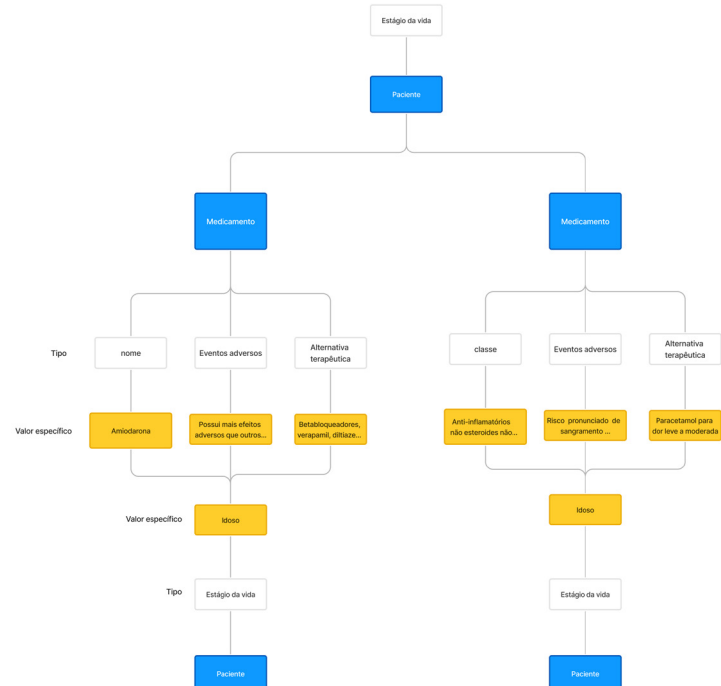 Estágio da vida
Paciente
Medicamento
Medicamento
Tipo
nome
Eventos adversos
Alternativa
terapêutica
classe
Eventos adversos
Alternativa
terapêutica
Valor específico
Amiodarona
Possui mais efeitos
adversos que outros...
Betabloqueadores,
verapamil, diltiaze...
Anti-inflamatórios
não esteroides não...
Risco pronunciado de
sangramento ...
Paracetamol para
dor leve a moderada
Valor específico
Idoso
Idoso
Tipo
Estágio da vida
Estágio da vida
Paciente
Paciente